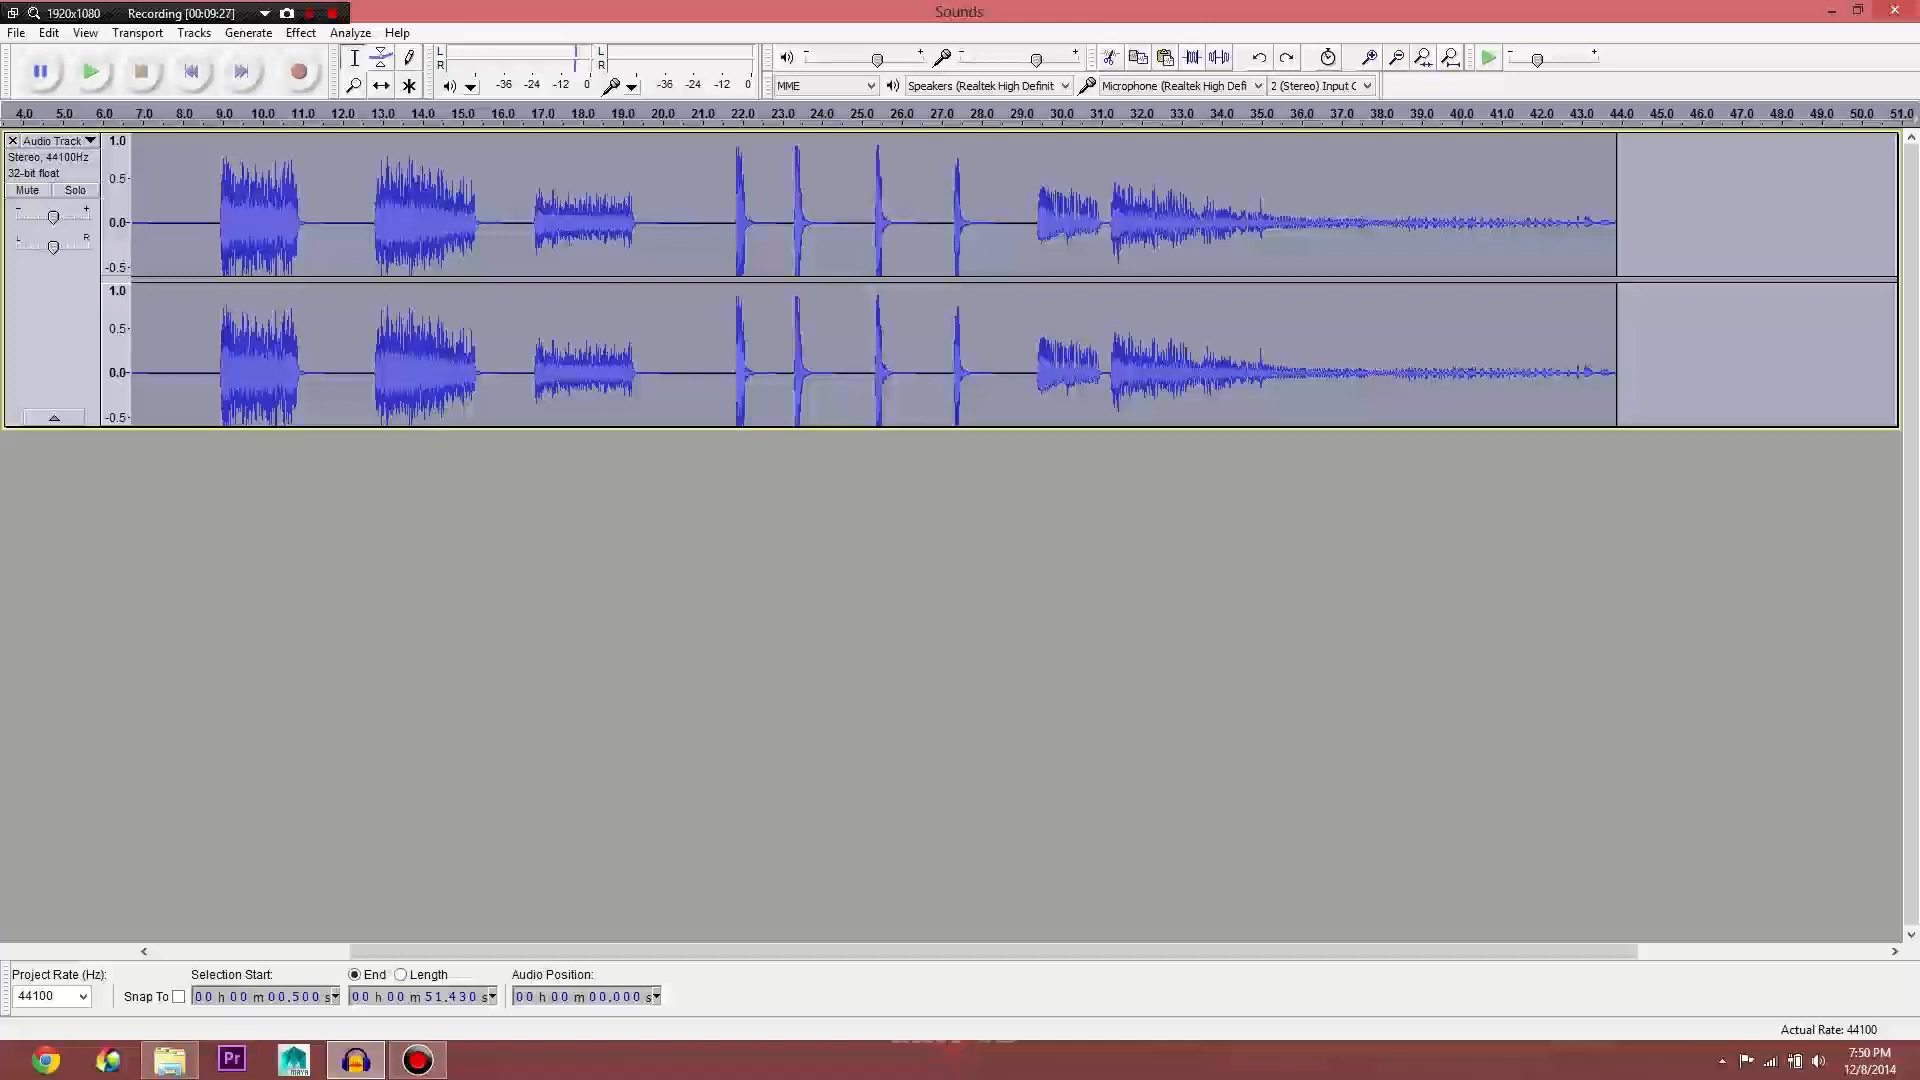 1920x1080 Recording [00:09:27] Sounds
File Edit View Transport Tracks Generate Effect Analyze Help
L L
R R
-36 -24 -12 0 -36 -24 -12 0
MME Speakers (Realtek High Definit Microphone (Realtek High Defi 2 (Stereo) Input C
4.0 5.0 6.0 7.0 8.0 9.0 10.0 11.0 12.0 13.0 14.0 15.0 16.0 17.0 18.0 19.0 20.0 21.0 22.0 23.0 24.0 25.0 26.0 27.0 28.0 29.0 30.0 31.0 32.0 33.0 34.0 35.0 36.0 37.0 38.0 39.0 40.0 41.0 42.0 43.0 44.0 45.0 46.0 47.0 48.0 49.0 50.0 51.0
Audio Track 1.0
Stereo, 44100Hz
32-bit float 0.5
Mute Solo
- +
0.0
L R
-0.5
1.0
0.5
0.0
-0.5
Project Rate (Hz): Selection Start: End Length Audio Position:
44100 Snap To 00 h 00 m 00.500 s 00 h 00 m 51.430 s 00 h 00 m 00.000 s
Actual Rate: 44100
Pr MAYA 7:50 PM
12/8/2014